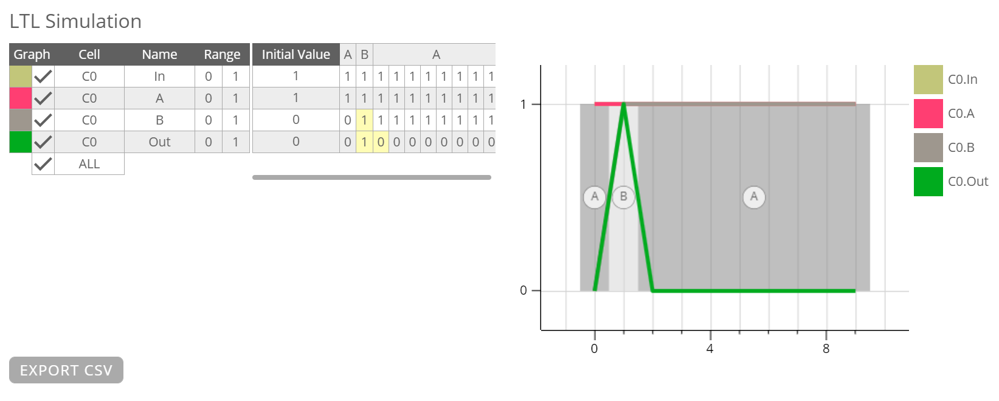 LTL Simulation
Graph Cell Name Range Initial Value A B A
C0 In 0 1 1 1 1 1 1 1 1 1 1 1 1
C0 A 0 1 1 1 1 1 1 1 1 1 1 1 1
C0 B 0 1 0 0 1 1 1 1 1 1 1 1 1
C0 Out 0 1 0 0 1 0 0 0 0 0 0 0 0
ALL
EXPORT CSV
1
0
A B A
0 4 8
C0.In
C0.A
C0.B
C0.Out